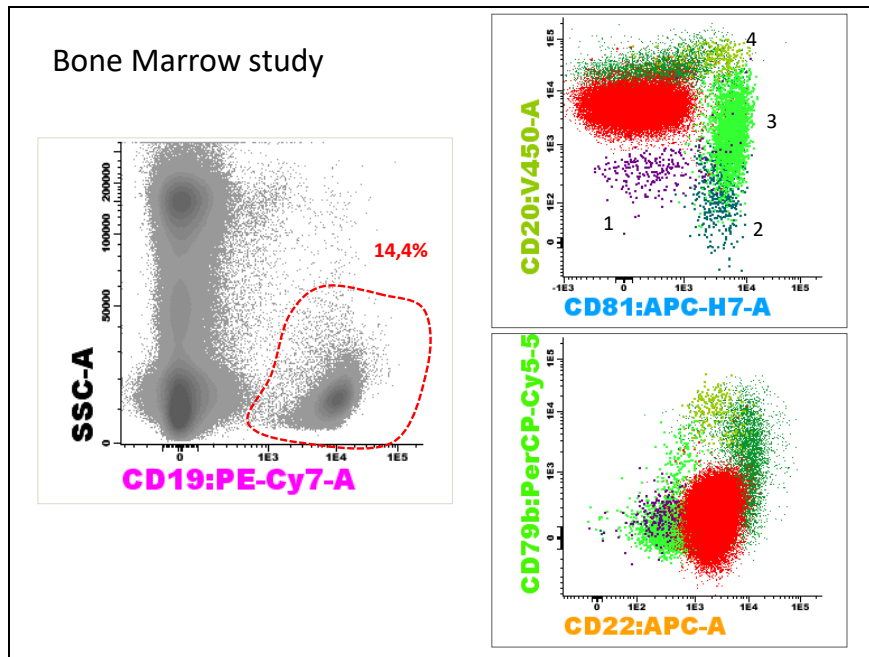 Bone Marrow study
SSC-A
200000
100000
50000
0
14,4%
0
1E3
1E4
1E5
CD19:PE-Cy7-A
CD20:V450-A
1E5
1E4
1E3
1E2
0
4
3
1
2
-1E3
0
1E3
1E4
1E5
CD81:APC-H7-A
CD79b:PerCP-Cy5-5
1E5
1E4
1E3
0
0
1E2
1E3
1E4
1E5
CD22:APC-A